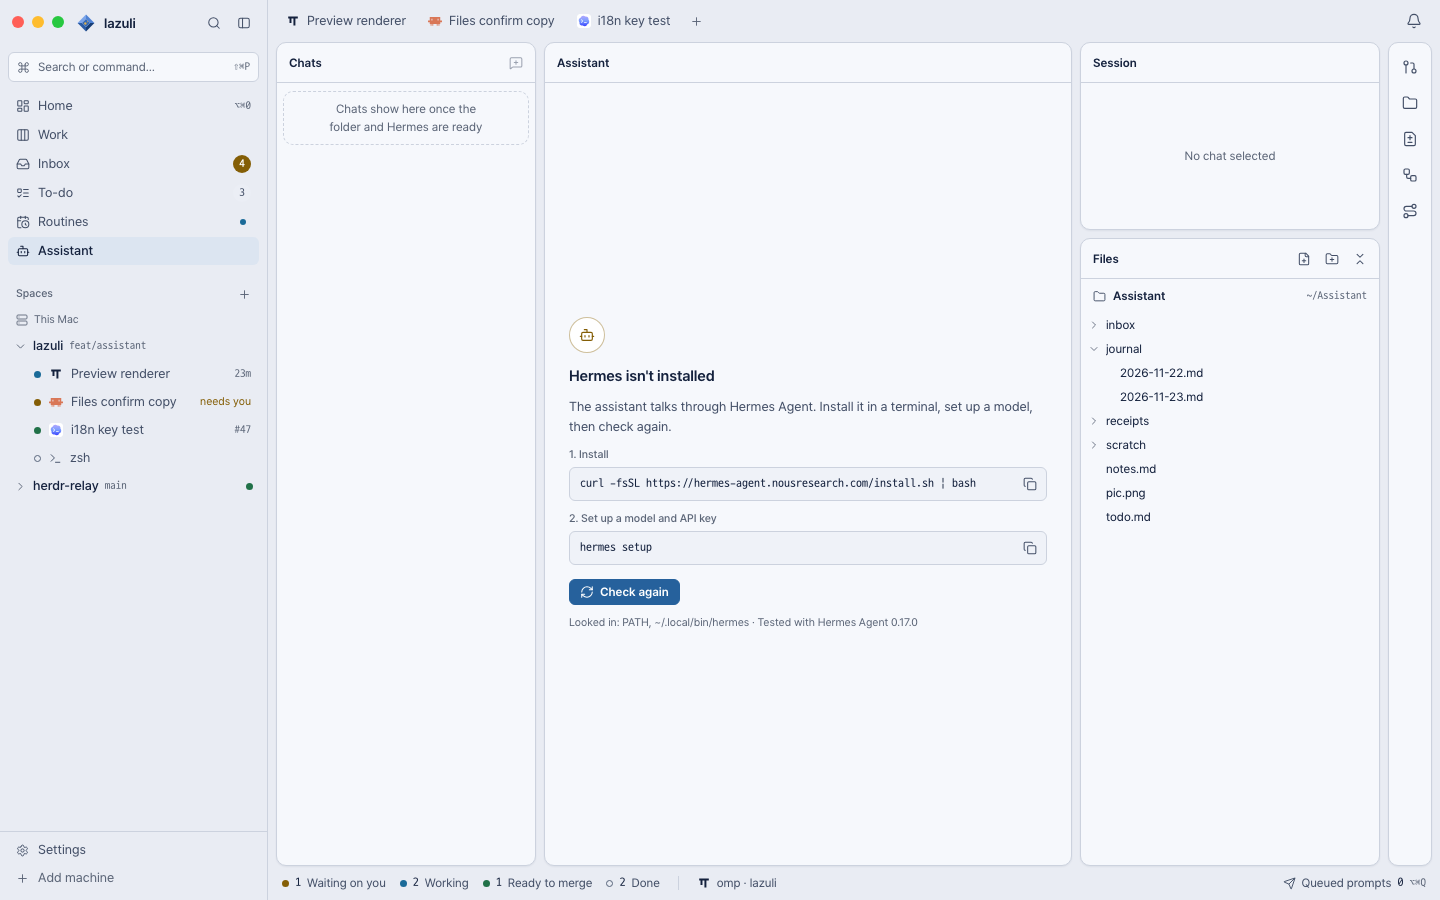 lazuli
Search or command...
⇧⌘P
Home
⌥⌘0
Work
Inbox
4
To-do
3
Routines
Assistant
Spaces
This Mac
lazuli feat/assistant
Preview renderer
23m
Files confirm copy
needs you
i18n key test
#47
zsh
herdr-relay main
Settings
Add machine
Preview renderer
Files confirm copy
i18n key test
Chats
Chats show here once the
folder and Hermes are ready
Assistant
Hermes isn't installed
The assistant talks through Hermes Agent. Install it in a terminal, set up a model,
then check again.
1. Install
curl -fsSL https://hermes-agent.nousresearch.com/install.sh | bash
2. Set up a model and API key
hermes setup
Check again
Looked in: PATH, ~/.local/bin/hermes · Tested with Hermes Agent 0.17.0
Session
No chat selected
Files
Assistant
~/Assistant
inbox
journal
2026-11-22.md
2026-11-23.md
receipts
scratch
notes.md
pic.png
todo.md
1 Waiting on you
2 Working
1 Ready to merge
2 Done
omp · lazuli
Queued prompts 0 ⌥⌘Q